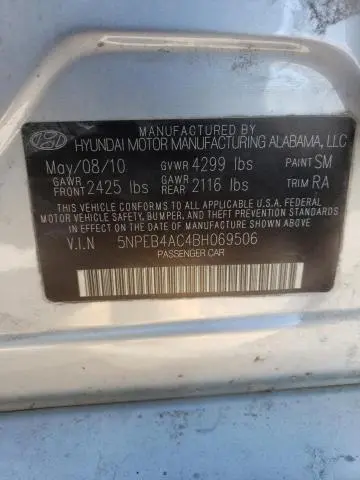 MANUFACTURED BY
HYUNDAI MOTOR MANUFACTURING ALABAMA, LLC
May/08/10 GVWR 4299 lbs PAINT SM
GAWR FRONT 2425 lbs GAWR REAR 2116 lbs TRIM RA
THIS VEHICLE CONFORMS TO ALL APPLICABLE U.S.A. FEDERAL
MOTOR VEHICLE SAFETY, BUMPER, AND THEFT PREVENTION STANDARDS
IN EFFECT ON THE DATE OF MANUFACTURE SHOWN ABOVE.
V.I.N 5NPEB4AC4BH069506
PASSENGER CAR